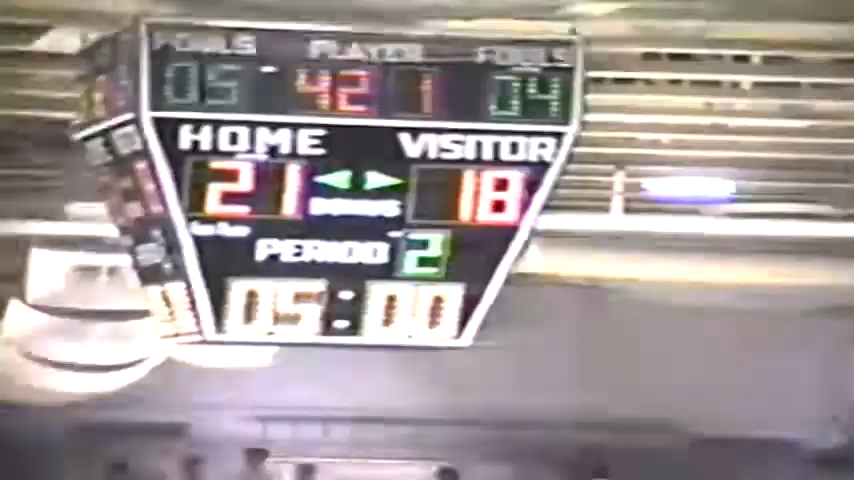 FOULS PLAYER FOULS
05 42 1 04
HOME VISITOR
21 18
BONUS
PERIOD 2
05:00